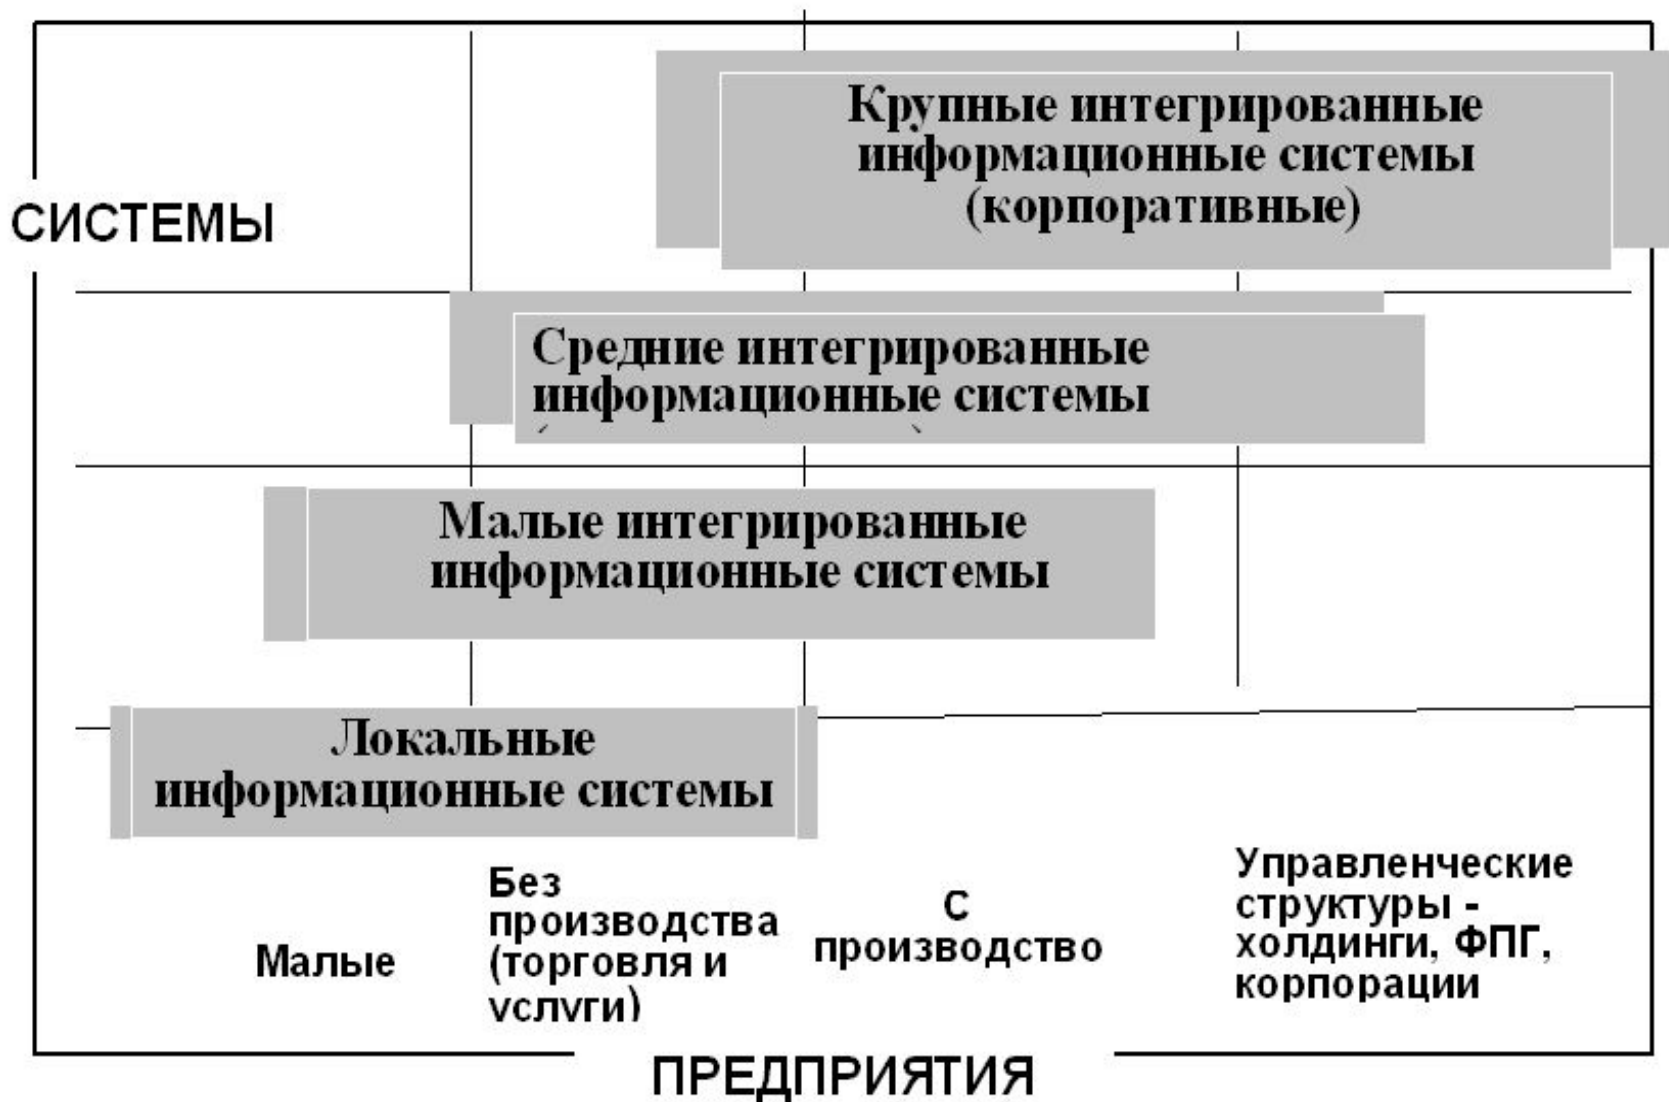 Крупные интегрированные
информационные системы
(корпоративные)
СИСТЕМЫ
Средние интегрированные
информационные системы
Малые интегрированные
информационные системы
Локальные
информационные системы
Малые
Без
производства
(торговля и
услуги)
С
производство
Управленческие
структуры -
холдинги, ФПГ,
корпорации
ПРЕДПРИЯТИЯ